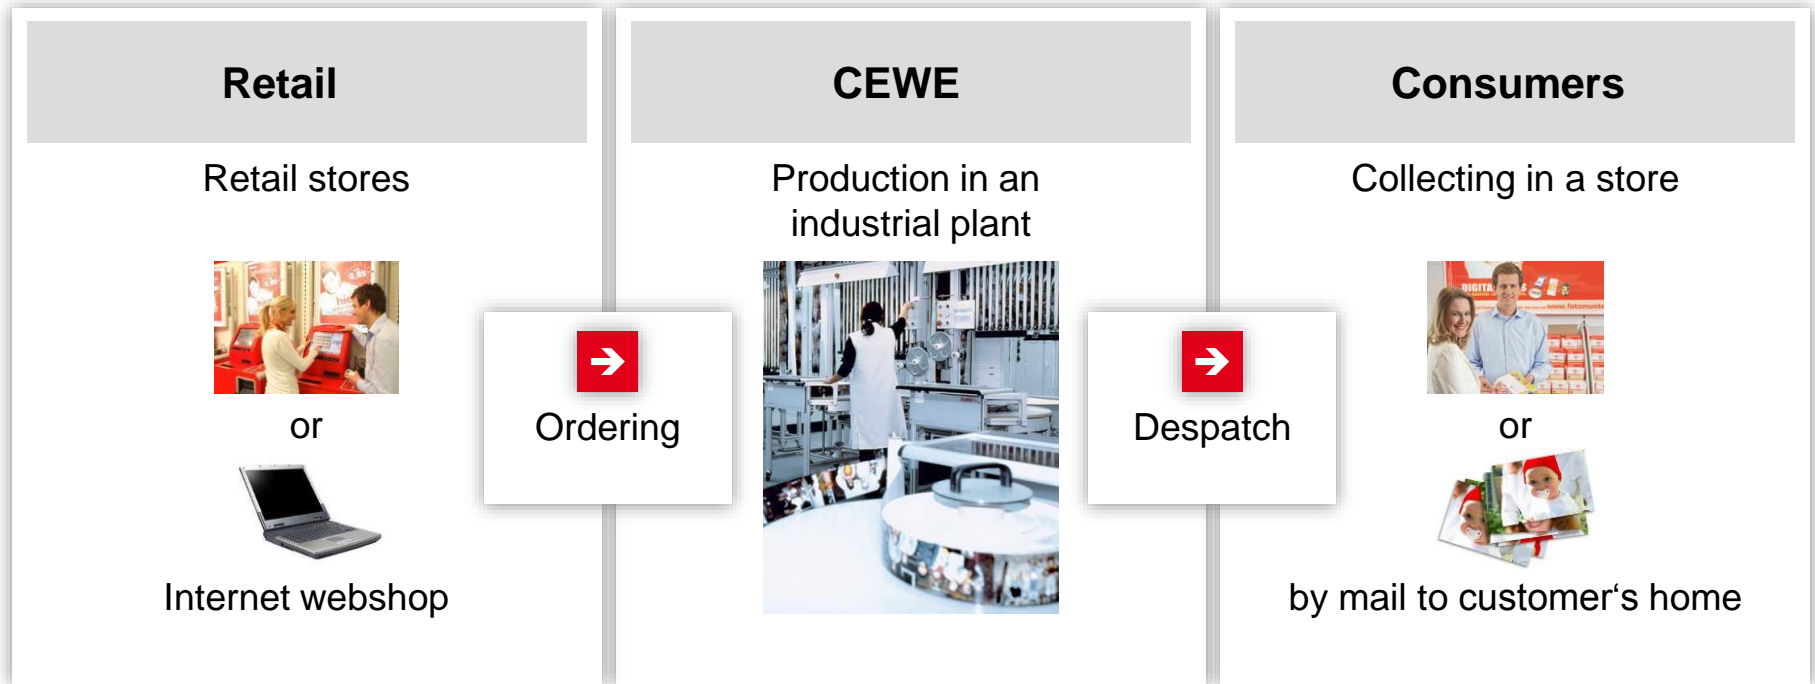 Retail
Retail stores
or
Internet webshop
Ordering
CEWE
Production in an
industrial plant
Despatch
Consumers
Collecting in a store
DIGITA
or
by mail to customer‘s home